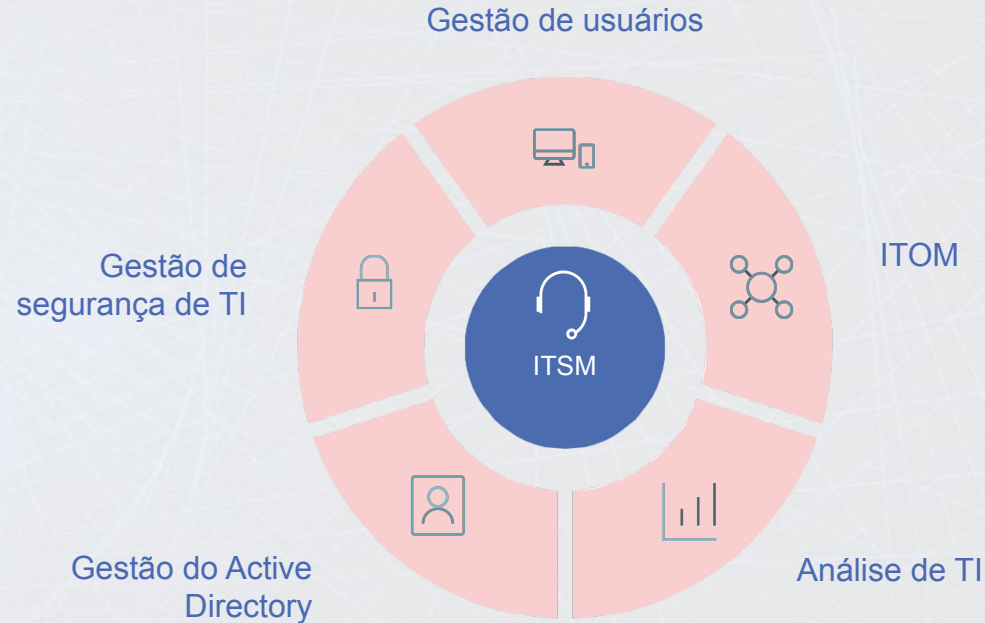 Gestão de usuários
ITOM
Gestão de
segurança de TI
ITSM
Análise de TI
Gestão do Active
Directory